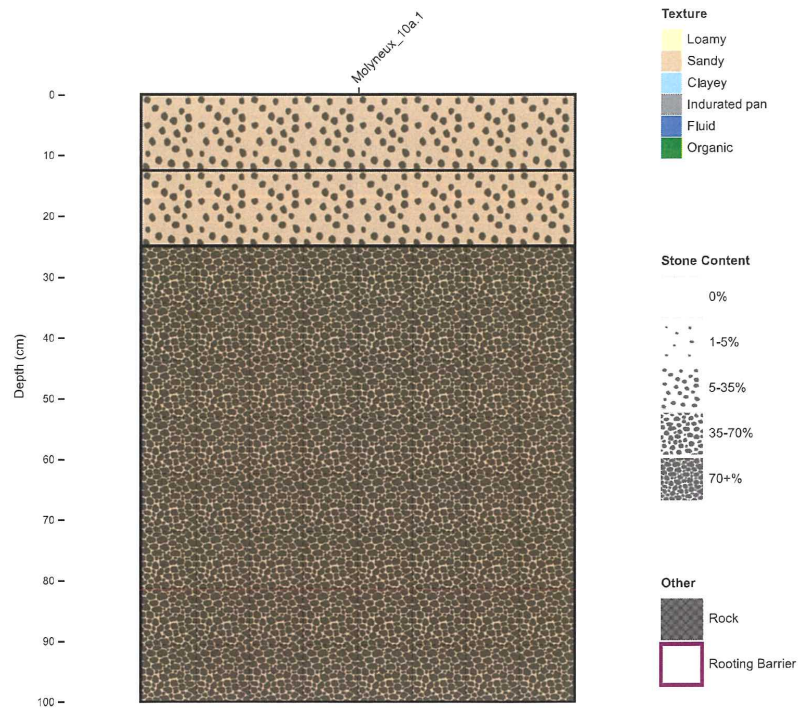 Molyneux_10a.1
Depth (cm)
0
10
20
30
40
50
60
70
80
90
100
Texture
Loamy
Sandy
Clayey
Indurated pan
Fluid
Organic
Stone Content
0%
1-5%
5-35%
35-70%
70+%
Other
Rock
Rooting Barrier